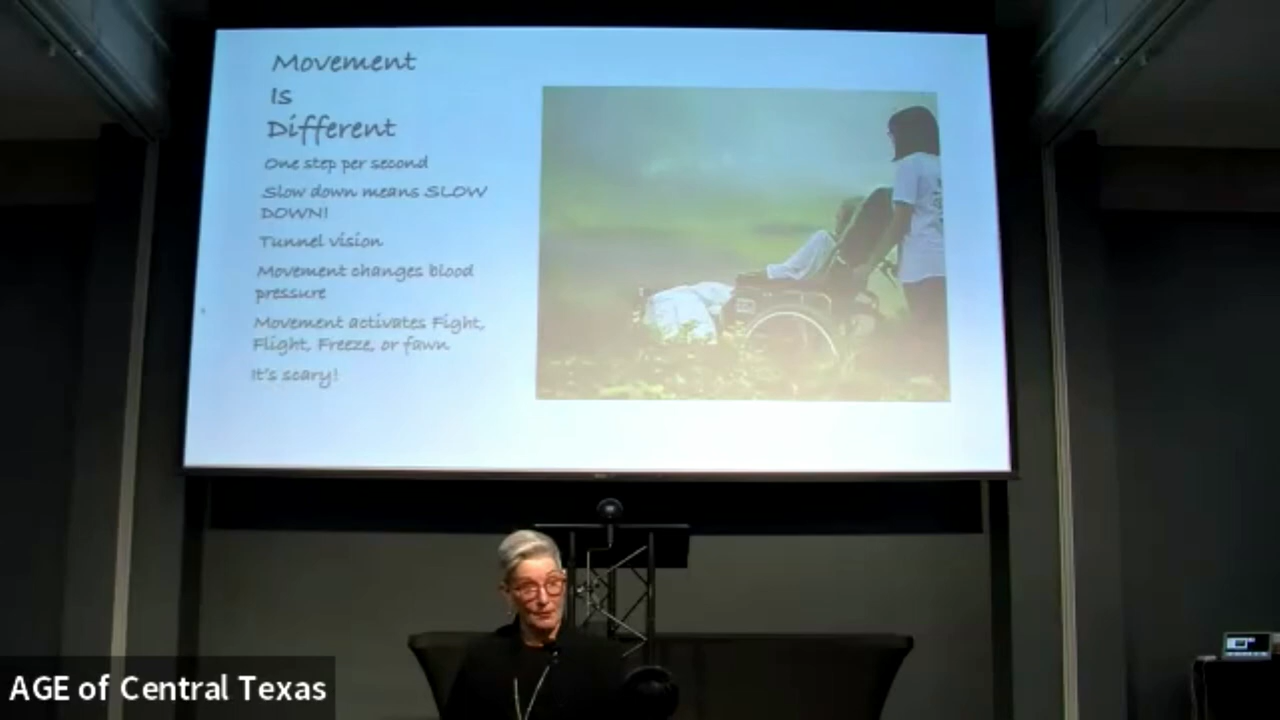 Movement
Is
Different
One step per second
Slow down means SLOW
DOWN!
Tunnel vision
Movement changes blood
pressure
Movement activates Fight,
Flight, Freeze, or fawn
It's scary!
AGE of Central Texas